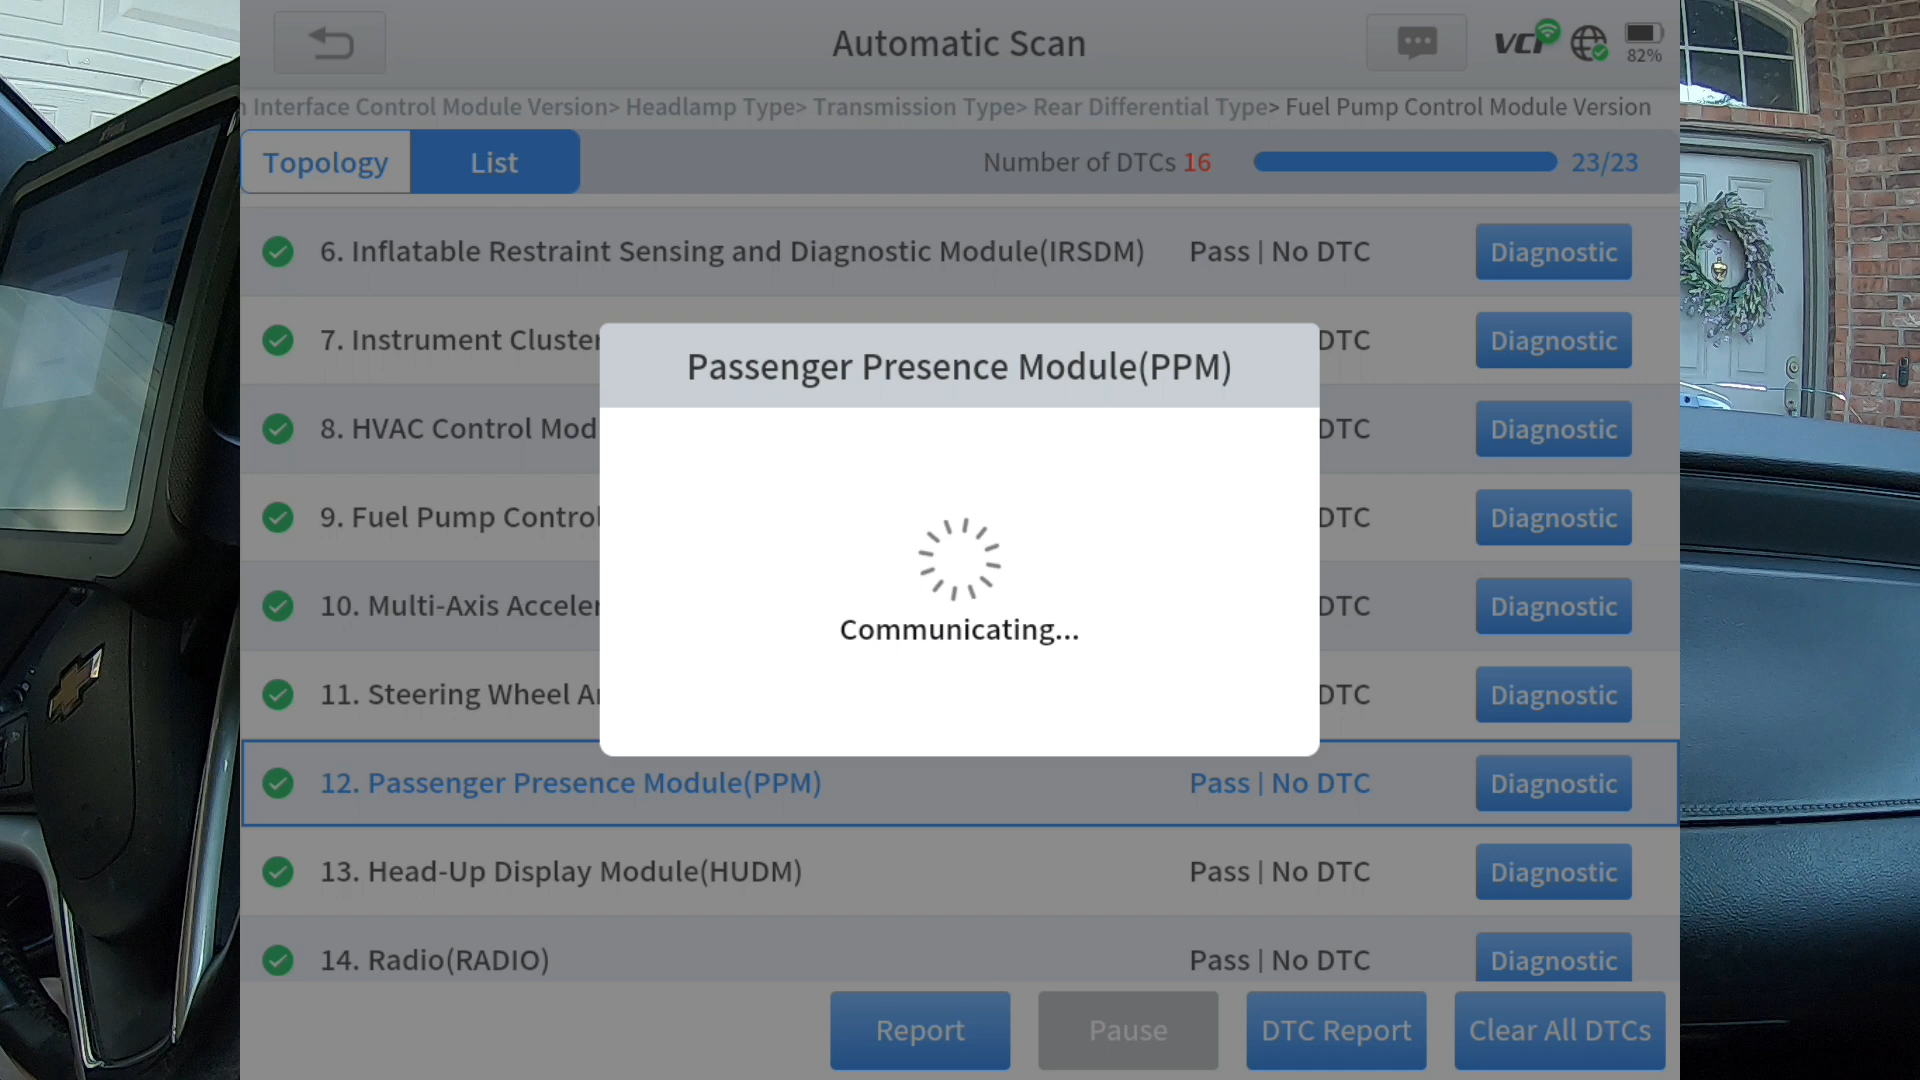 Automatic Scan
VCI
82%
Interface Control Module Version> Headlamp Type> Transmission Type> Rear Differential Type> Fuel Pump Control Module Version
Topology
List
Number of DTCs 16
23/23
6. Inflatable Restraint Sensing and Diagnostic Module(IRSDM) Pass | No DTC Diagnostic
7. Instrument Cluster DTC Diagnostic
8. HVAC Control Mod DTC Diagnostic
9. Fuel Pump Control DTC Diagnostic
10. Multi-Axis Acceler DTC Diagnostic
11. Steering Wheel An DTC Diagnostic
Passenger Presence Module(PPM)
Communicating...
12. Passenger Presence Module(PPM) Pass | No DTC Diagnostic
13. Head-Up Display Module(HUDM) Pass | No DTC Diagnostic
14. Radio(RADIO) Pass | No DTC Diagnostic
Report
Pause
DTC Report
Clear All DTCs